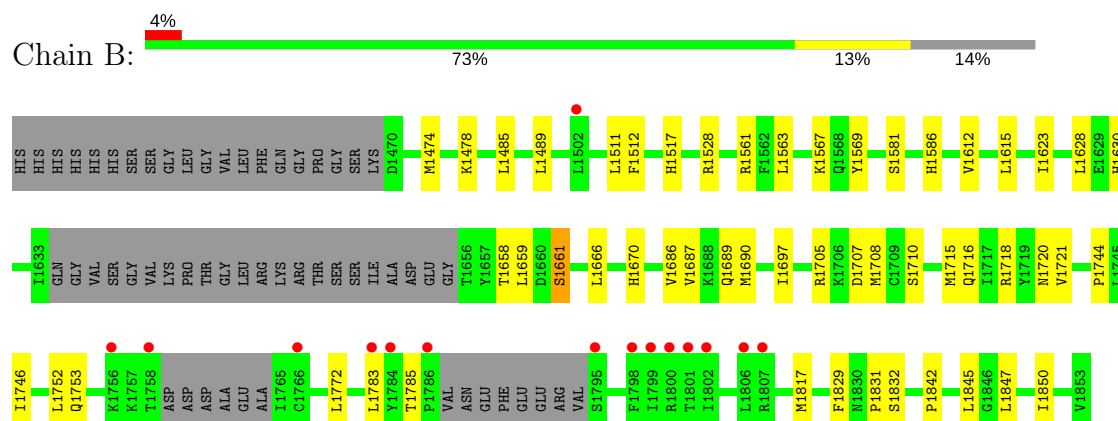 4%
Chain B:
73% 13% 14%
HIS HIS HIS HIS HIS HIS SER SER GLY LEU GLY VAL LEU PHE GLN GLY PRO GLY SER LYS D1470 M1474 K1478 L1485 L1489 L1502 L1511 F1512 H1517 R1528 R1561 F1562 L1563 K1567 Q1568 Y1569 S1581 H1586 V1612 L1615 I1623 L1628 E1629 H1630
I1633 GLN GLY VAL SER GLY VAL LYS PRO THR GLY LEU ARG LYS ARG THR SER SER ILE ALA ASP GLU GLY T1656 Y1657 T1658 L1659 D1660 S1661 L1666 H1670 V1686 V1687 K1688 Q1689 M1690 I1697 R1705 K1706 D1707 M1708 C1709 S1710 M1715 Q1716 I1717 R1718 Y1719 N1720 V1721 P1744 L1745
I1746 L1752 Q1753 K1756 K1757 T1758 ASP ASP ASP ALA GLU ALA I1765 C1766 L1772 L1783 Y1784 T1785 P1786 VAL ASN GLU PHE GLU GLU ARG VAL S1795 F1798 I1799 R1800 T1801 I1802 L1806 R1807 M1817 F1829 N1830 P1831 S1832 P1842 L1845 G1846 L1847 I1850 V1853